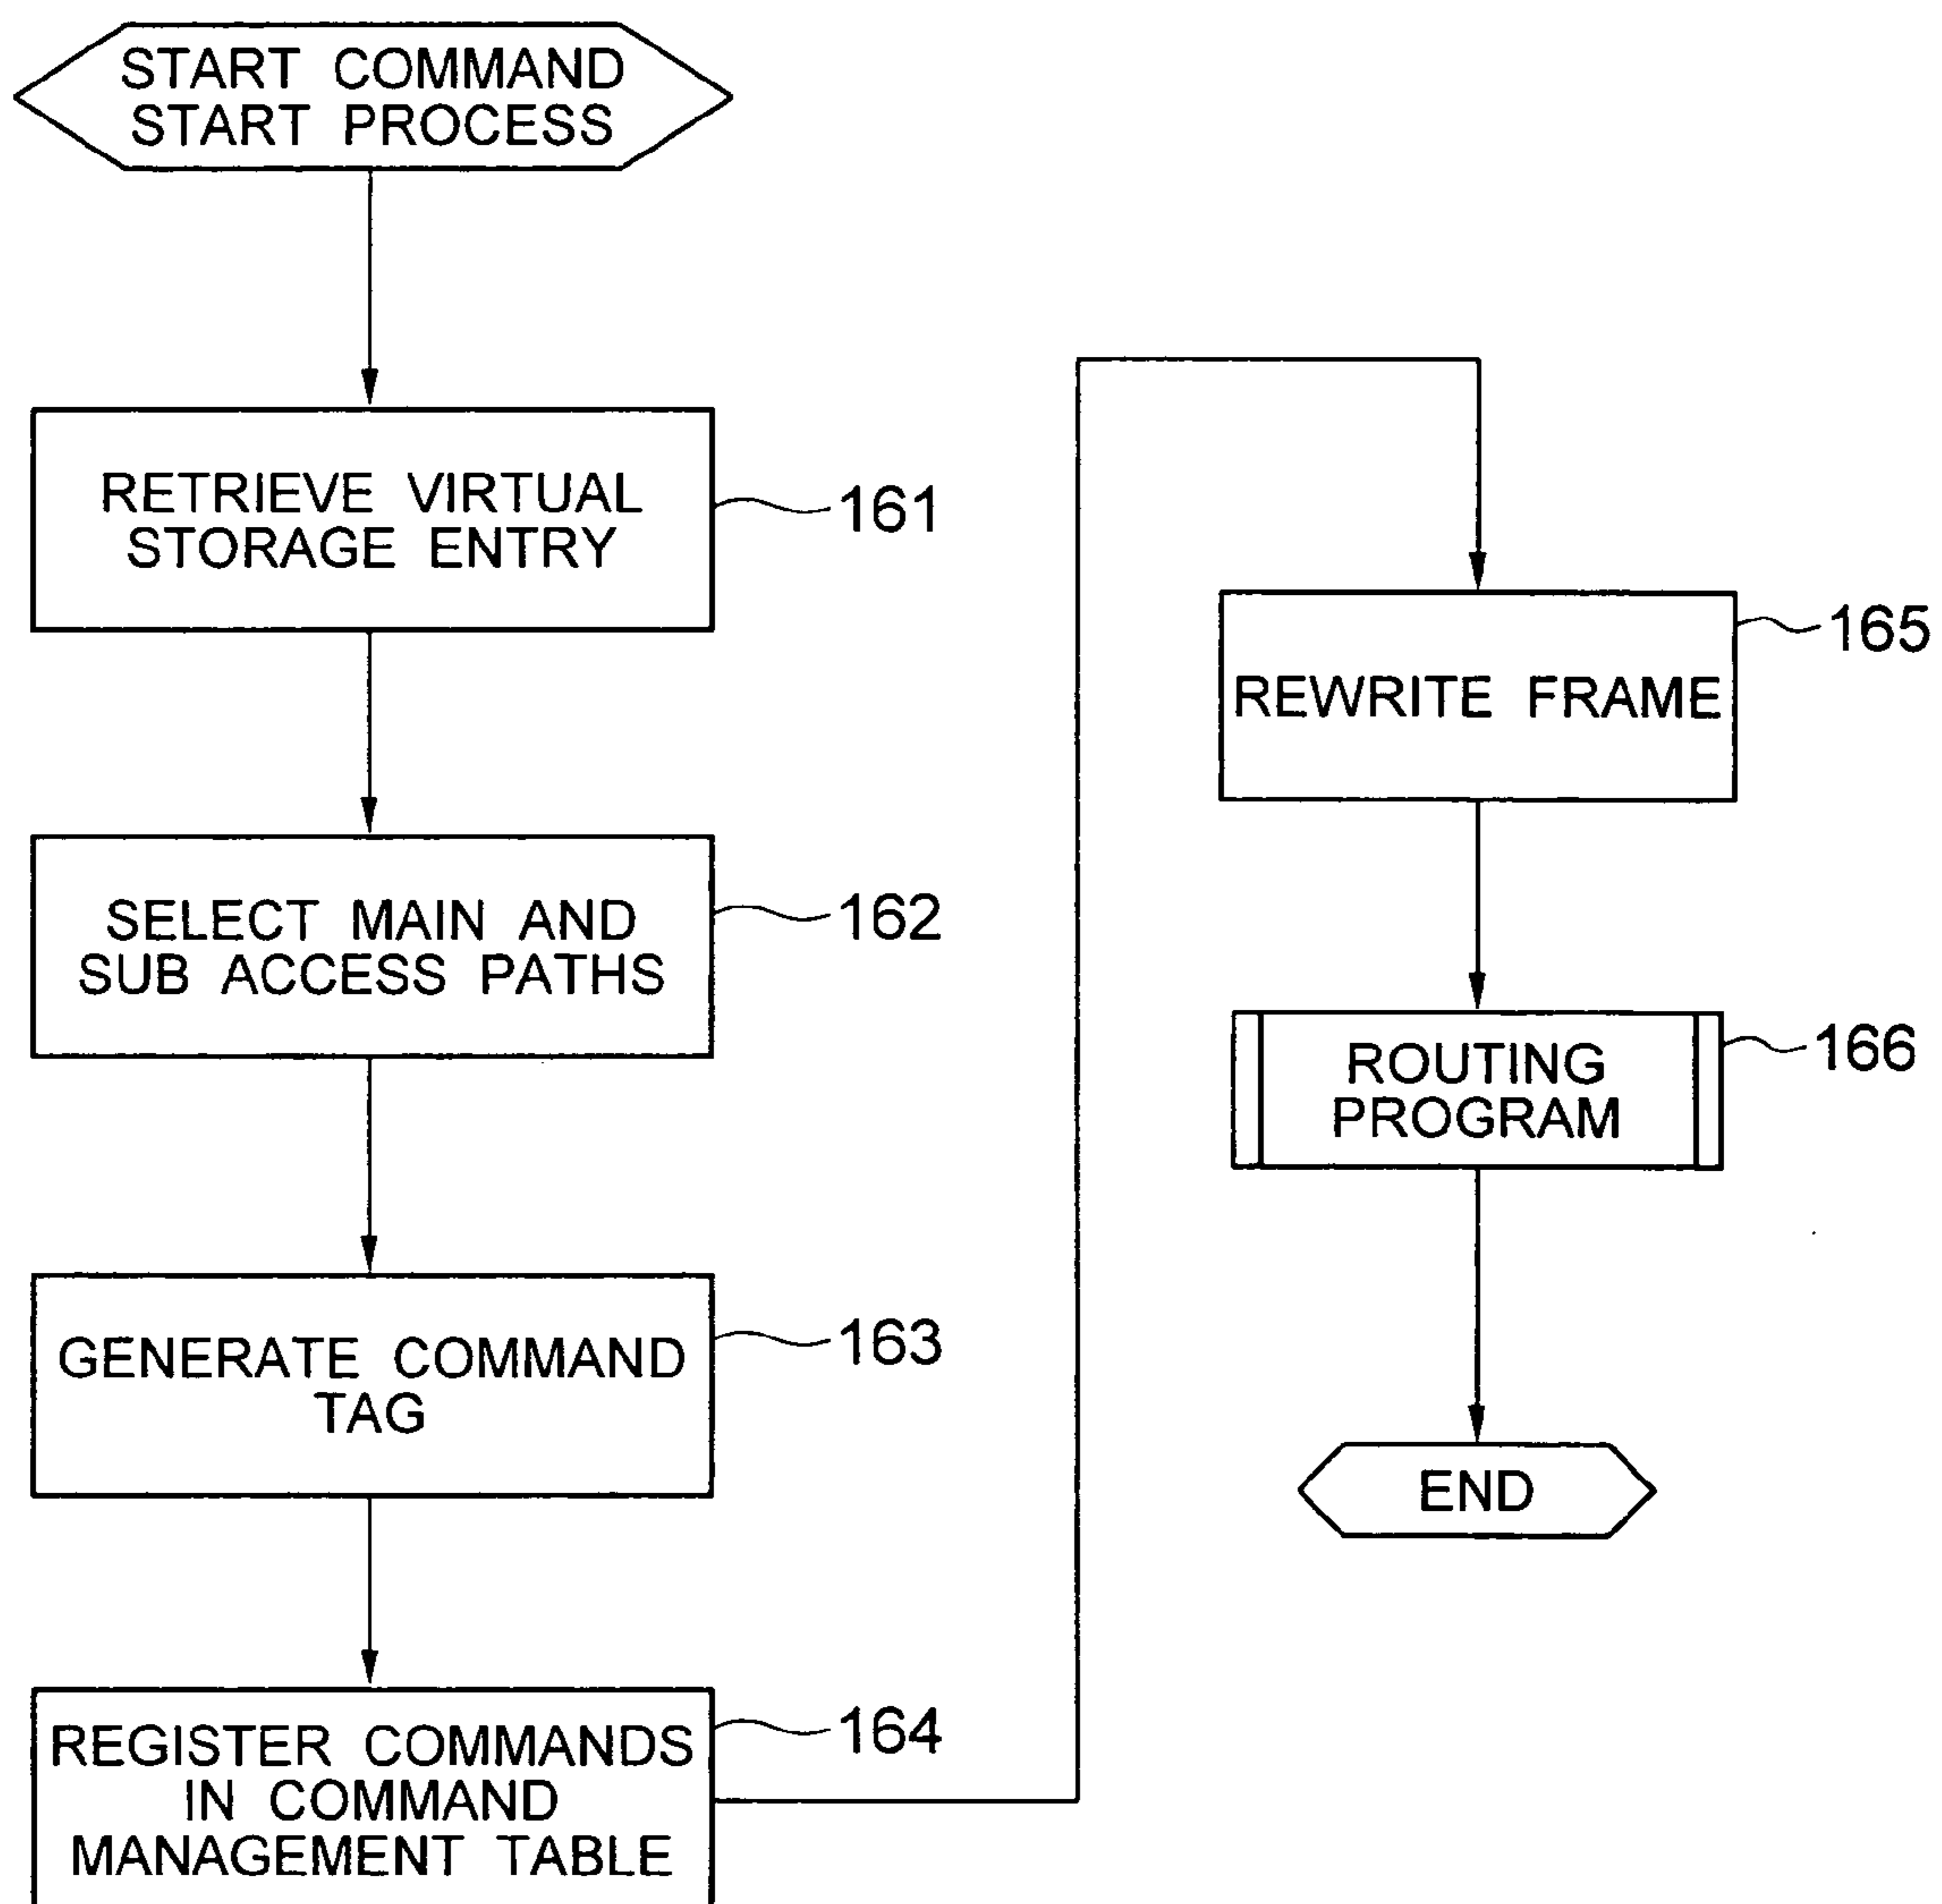 START COMMAND
START PROCESS
RETRIEVE VIRTUAL
STORAGE ENTRY
161
SELECT MAIN AND
SUB ACCESS PATHS
162
GENERATE COMMAND
TAG
163
REGISTER COMMANDS
IN COMMAND
MANAGEMENT TABLE
164
REWRITE FRAME
165
ROUTING
PROGRAM
166
END